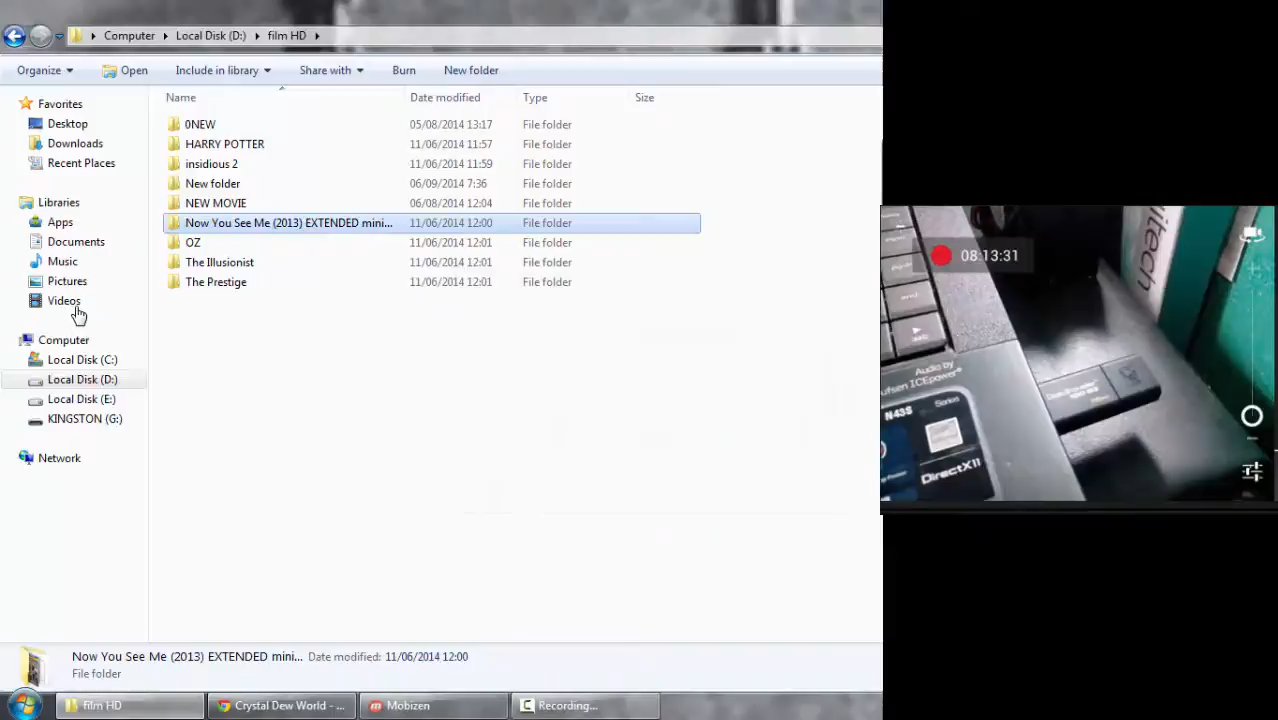 Computer
Local Disk (D:)
film HD
Organize
Open
Include in library
Share with
Burn
New folder
Name
Date modified
Type
Size
Favorites
Desktop
Downloads
Recent Places
Libraries
Apps
Documents
Music
Pictures
Videos
Computer
Local Disk (C:)
Local Disk (D:)
Local Disk (E:)
KINGSTON (G:)
Network
0NEW 05/08/2014 13:17 File folder
HARRY POTTER 11/06/2014 11:57 File folder
insidious 2 11/06/2014 11:59 File folder
New folder 06/09/2014 7:36 File folder
NEW MOVIE 06/08/2014 12:04 File folder
Now You See Me (2013) EXTENDED mini... 11/06/2014 12:00 File folder
OZ 11/06/2014 12:01 File folder
The Illusionist 11/06/2014 12:01 File folder
The Prestige 11/06/2014 12:01 File folder
08:13:31
witech
end
Audio by
ufsen ICEpower®
N43S
Series
DirectX11
Now You See Me (2013) EXTENDED mini... Date modified: 11/06/2014 12:00
File folder
film HD
Crystal Dew World - ...
Mobizen
Recording...